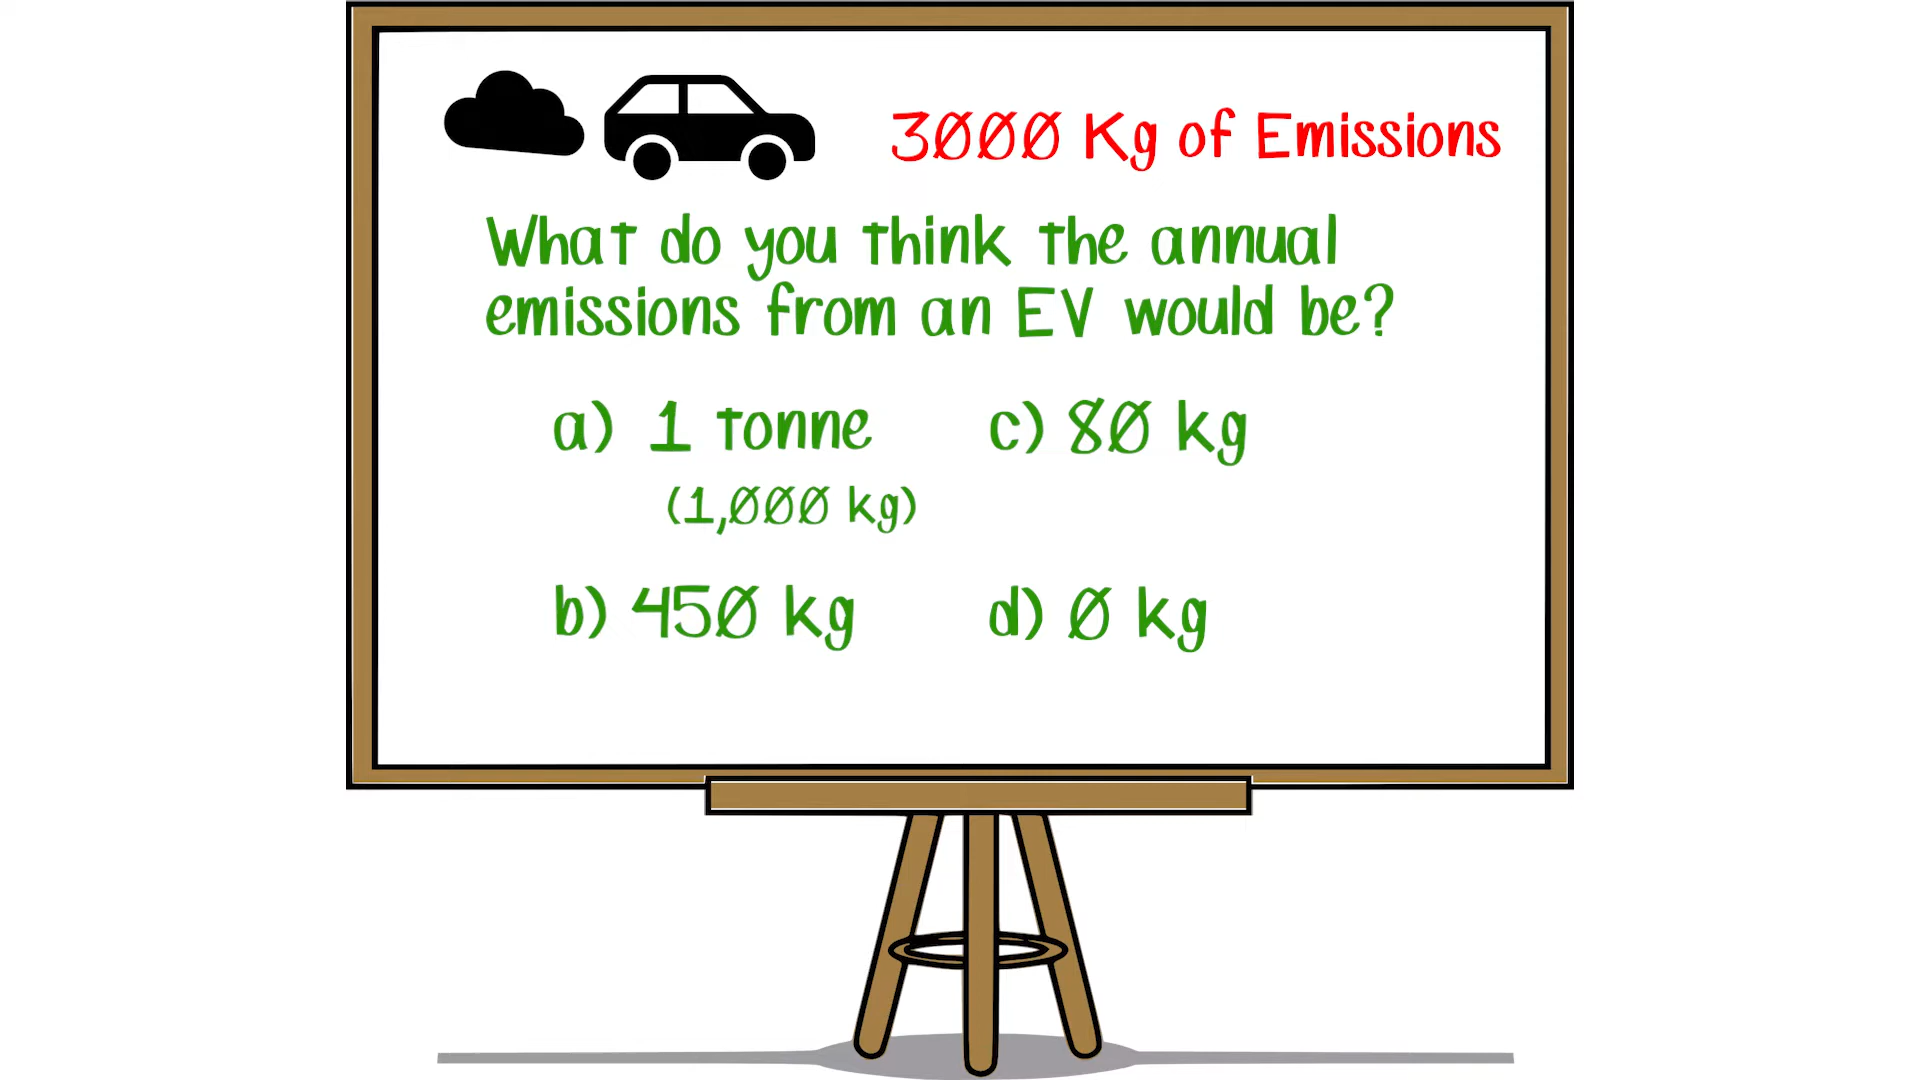 3000 Kg of Emissions
What do you think the annual
emissions from an EV would be?
a) 1 tonne
(1,000 kg)
b) 450 kg
c) 80 kg
d) 0 kg